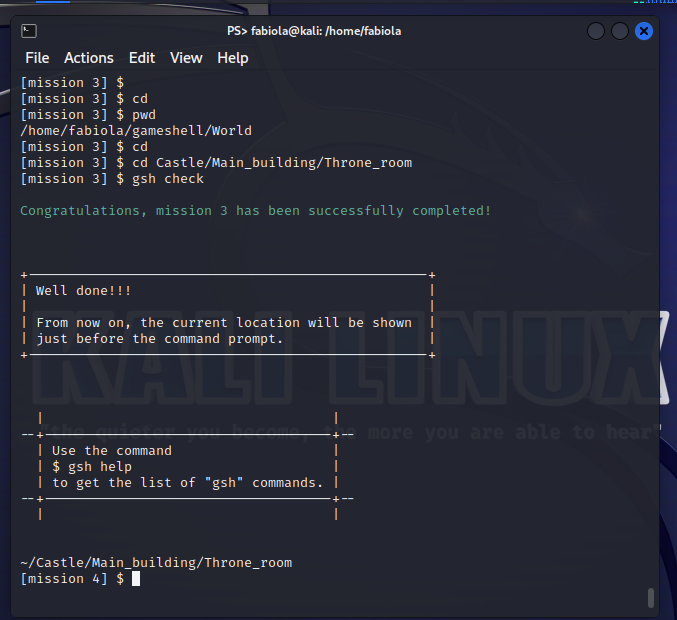 PS> fabiola@kali: /home/fabiola
File Actions Edit View Help
[mission 3] $
[mission 3] $ cd
[mission 3] $ pwd
/home/fabiola/gameshell/World
[mission 3] $ cd
[mission 3] $ cd Castle/Main_building/Throne_room
[mission 3] $ gsh check
Congratulations, mission 3 has been successfully completed!
Well done!!!
From now on, the current location will be shown
just before the command prompt.
KALI LINUX
"the quieter you become, the more you are able to hear"
Use the command
$ gsh help
to get the list of "gsh" commands.
~/Castle/Main_building/Throne_room
[mission 4] $